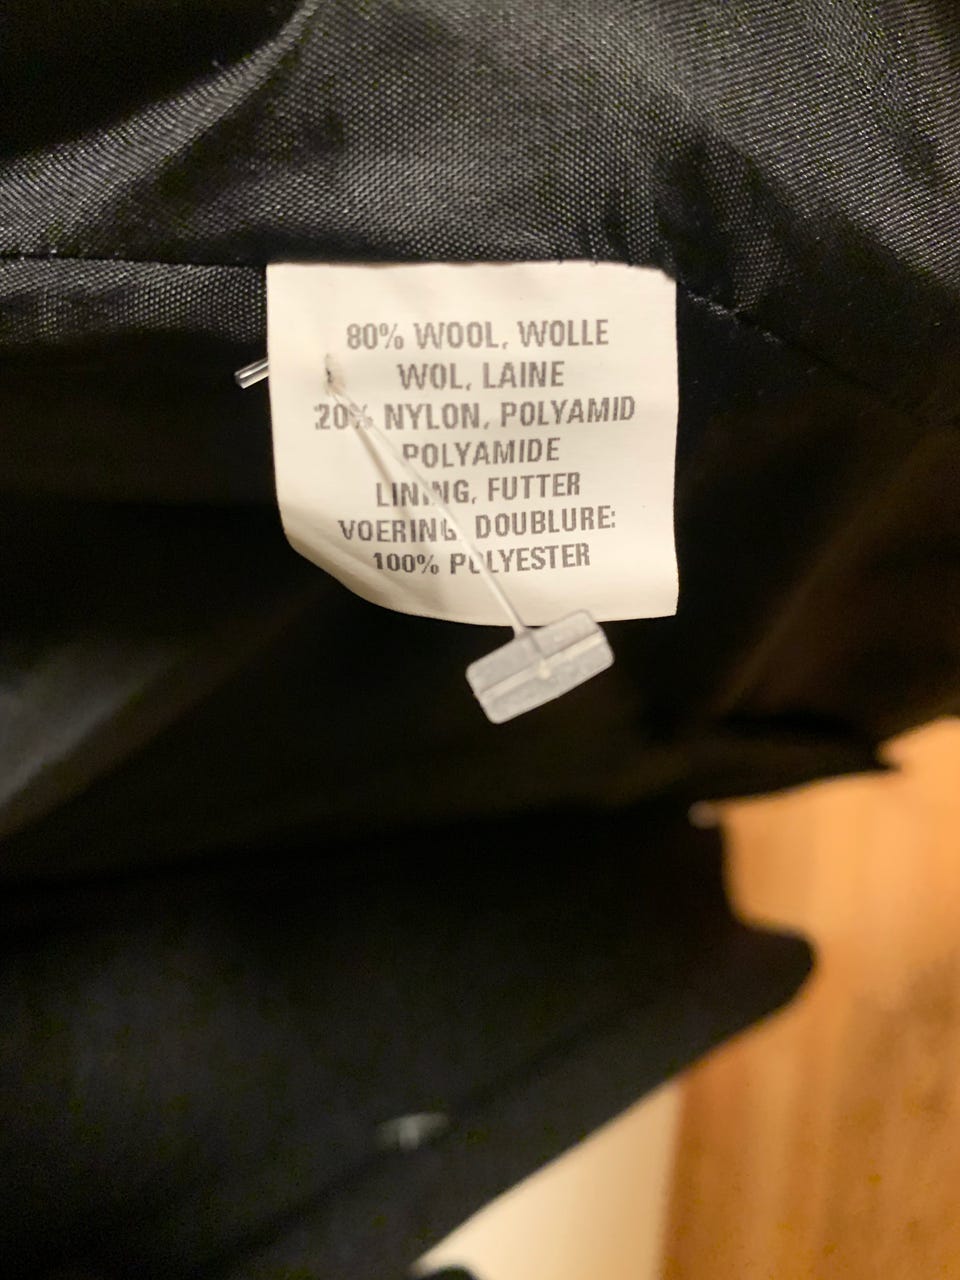 80% WOOL, WOLLE
WOL, LAINE
20% NYLON, POLYAMID
POLYAMIDE
LINING, FUTTER
VOERING, DOUBLURE:
100% POLYESTER